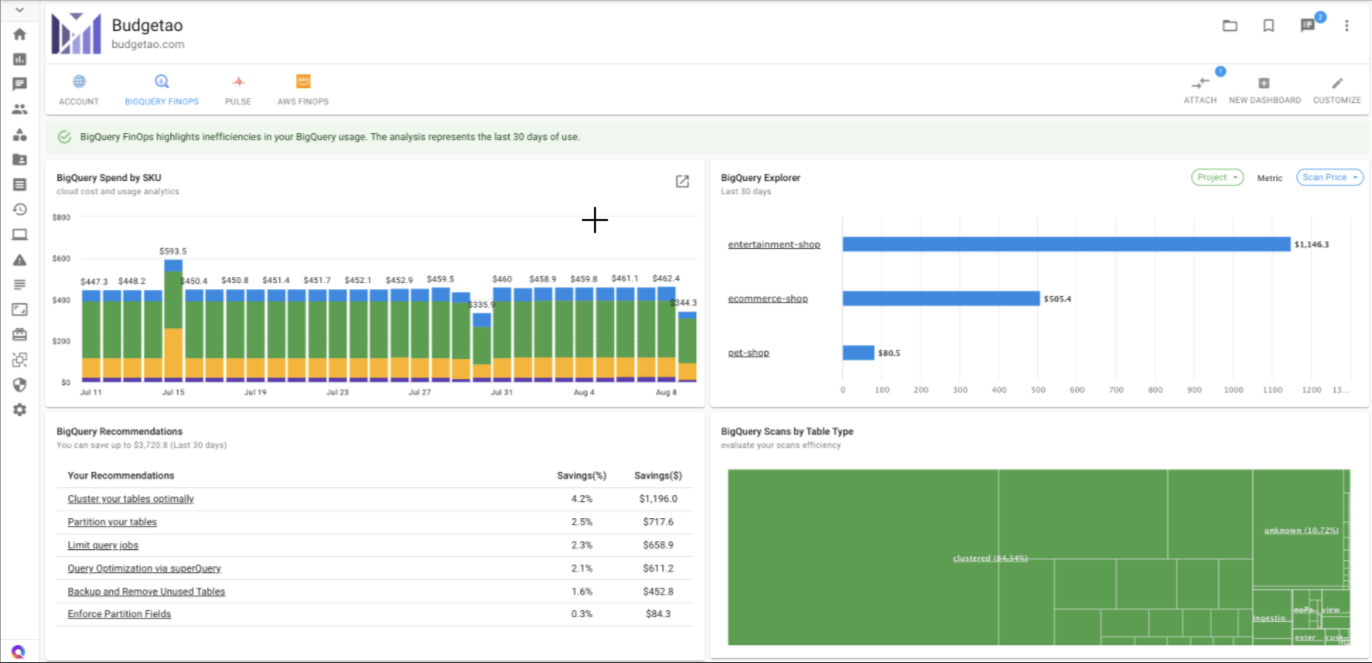 Budgetao
budgetao.com
2
ACCOUNT BIGQUERY FINOPS PULSE AWS FINOPS
1
ATTACH NEW DASHBOARD CUSTOMIZE
BigQuery FinOps highlights inefficiencies in your BigQuery usage. The analysis represents the last 30 days of use.
BigQuery Spend by SKU
cloud cost and usage analytics
$800
$600
$400
$200
$0
$447.3 $448.2 $593.5 $450.4 $450.8 $451.4 $451.7 $452.1 $452.9 $459.5 $335.9 $460 $458.9 $459.8 $461.1 $462.4 $344.3
Jul 11 Jul 15 Jul 19 Jul 23 Jul 27 Jul 31 Aug 4 Aug 8
BigQuery Explorer
Last 30 days
Project Metric Scan Price
entertainment-shop $1,146.3
ecommerce-shop $505.4
pet-shop $80.5
0 100 200 300 400 500 600 700 800 900 1000 1100 1200 13...
BigQuery Recommendations
You can save up to $3,720.8 (Last 30 days)
Your Recommendations Savings(%) Savings($)
Cluster your tables optimally 4.2% $1,196.0
Partition your tables 2.5% $717.6
Limit query jobs 2.3% $658.9
Query Optimization via superQuery 2.1% $611.2
Backup and Remove Unused Tables 1.6% $452.8
Enforce Partition Fields 0.3% $84.3
BigQuery Scans by Table Type
evaluate your scans efficiency
clustered (84.34%)
unknown (10.72%)
ingestio...
noPa...
view
exter...